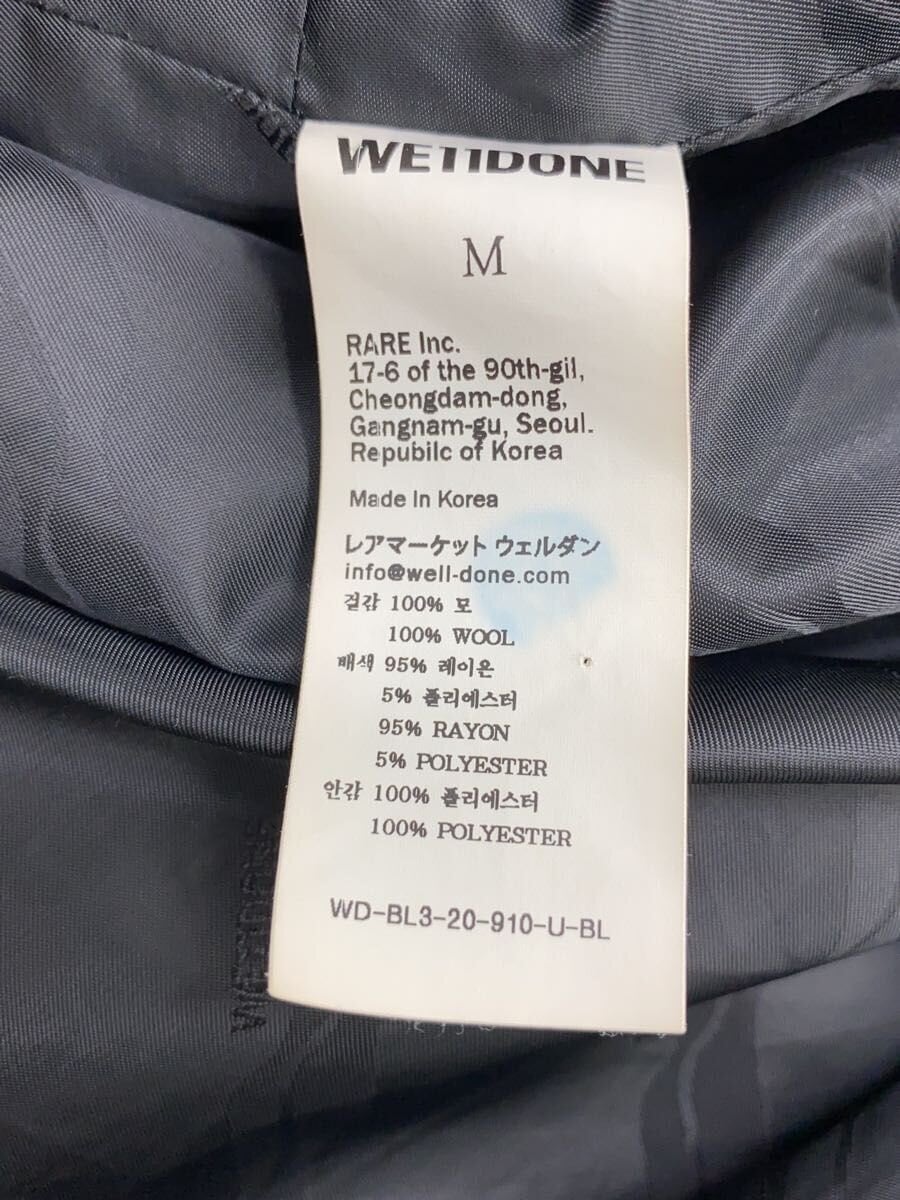 WE11DONE
M
RARE Inc.
17-6 of the 90th-gil,
Cheongdam-dong,
Gangnam-gu, Seoul.
Repubilc of Korea
Made In Korea
レアマーケット ウェルダン
info@well-done.com
겉감 100% 모
100% WOOL
배색 95% 레이온
5% 폴리에스터
95% RAYON
5% POLYESTER
안감 100% 폴리에스터
100% POLYESTER
WD-BL3-20-910-U-BL